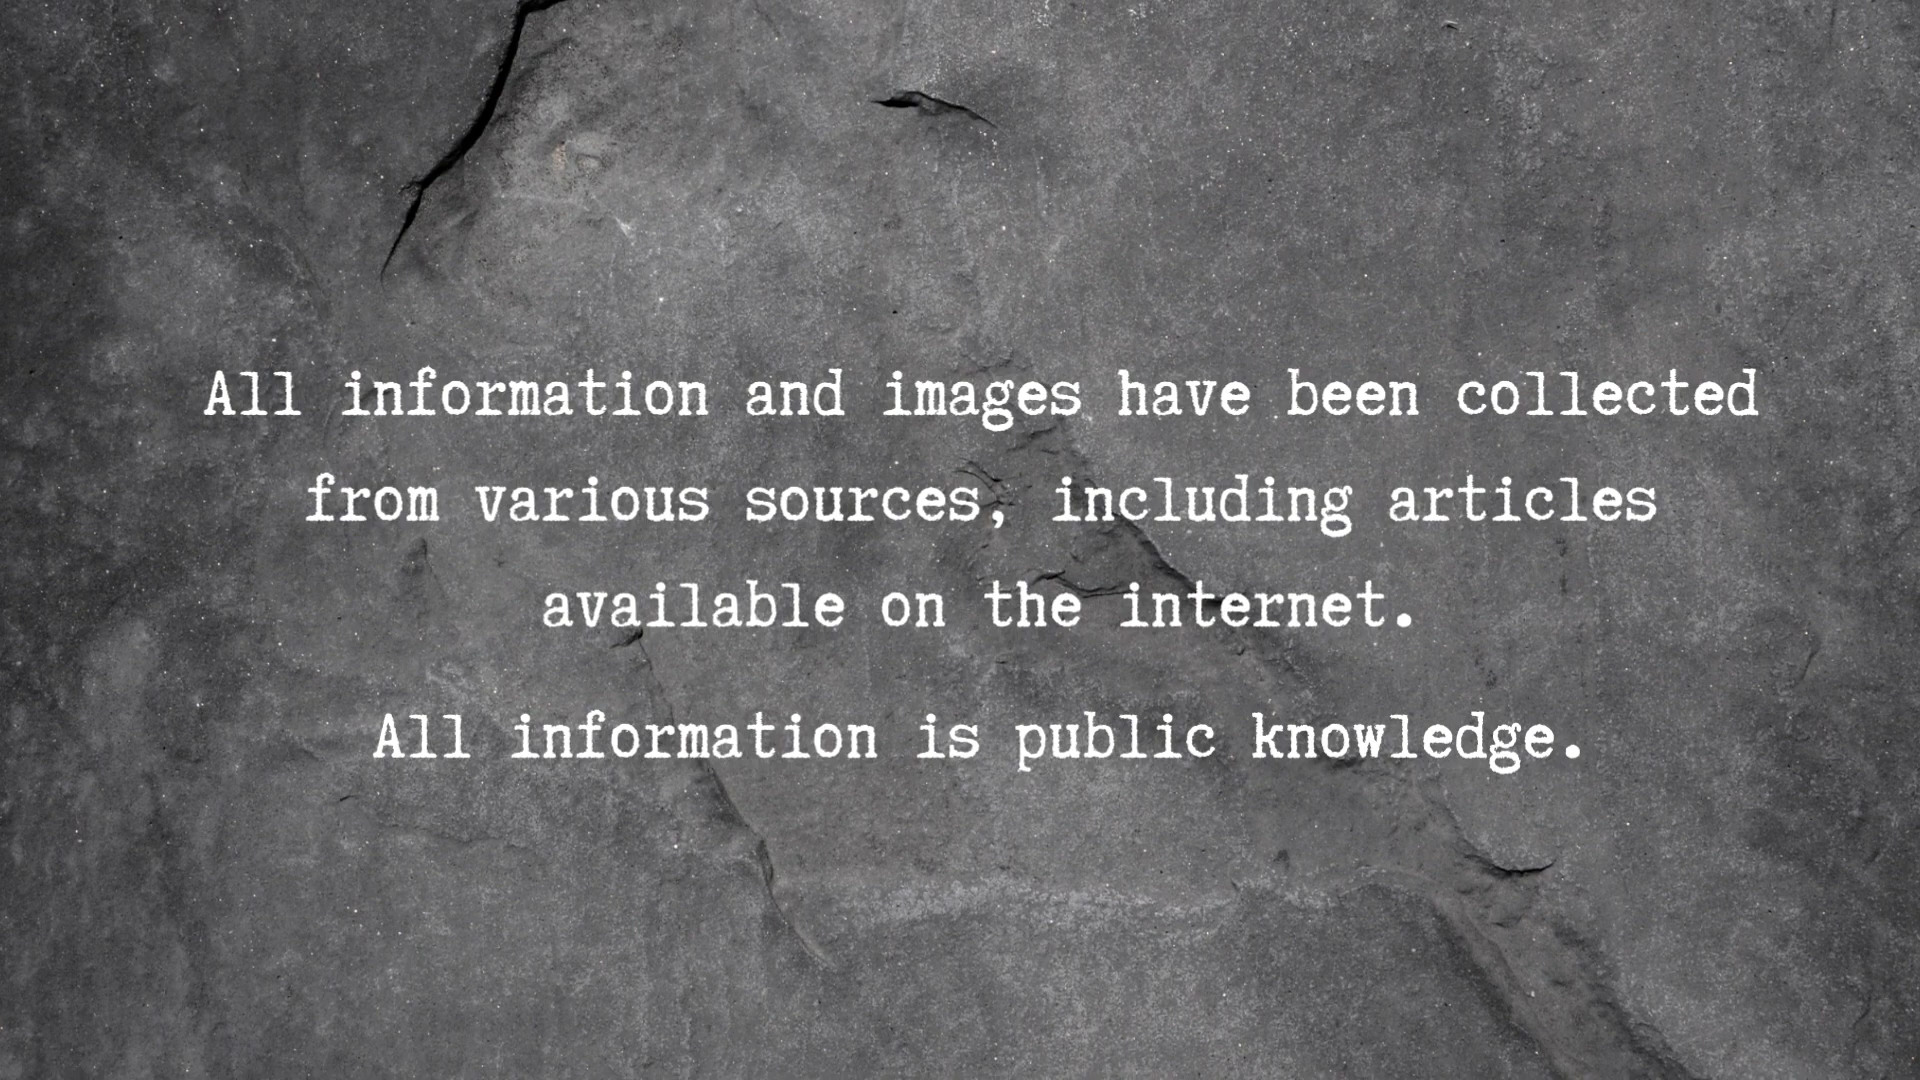 All information and images have been collected
from various sources, including articles
available on the internet.
All information is public knowledge.